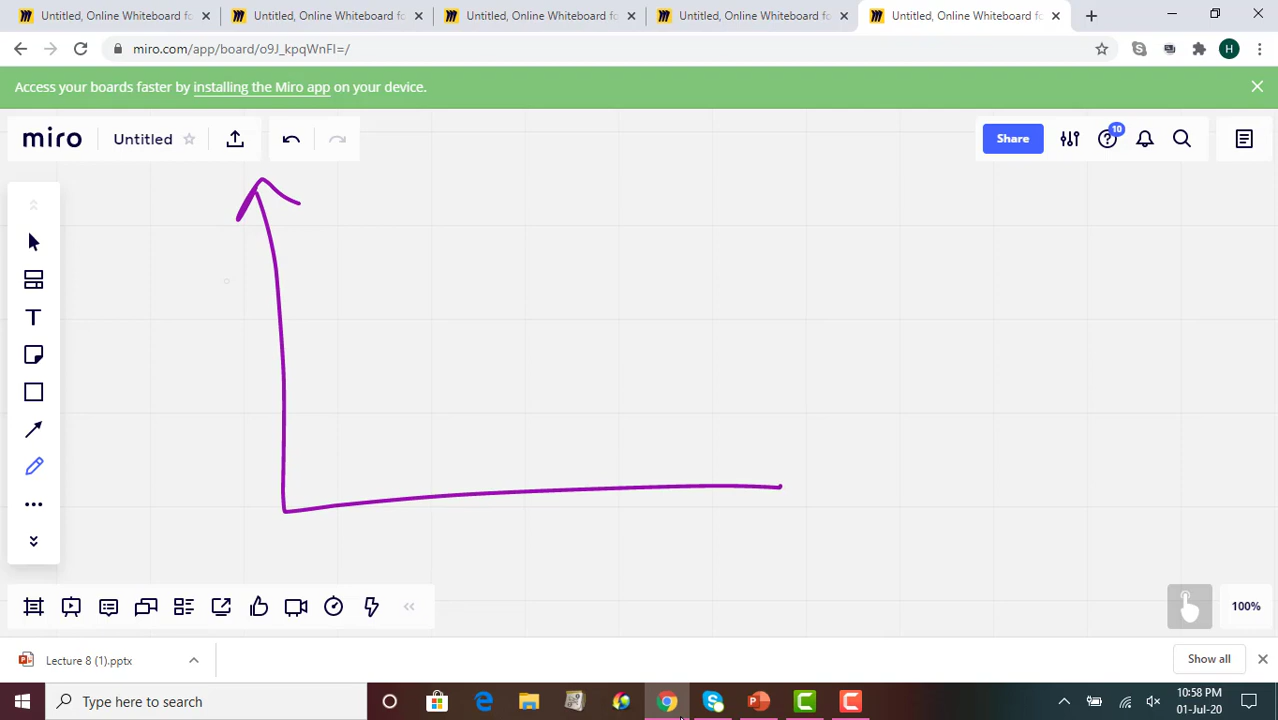 Untitled, Online Whiteboard fo
Untitled, Online Whiteboard fo
Untitled, Online Whiteboard fo
Untitled, Online Whiteboard fo
Untitled, Online Whiteboard fo
miro.com/app/board/o9J_kpqWnFI=/
H
Access your boards faster by installing the Miro app on your device.
miro
Untitled
Share
10
T
100%
Lecture 8 (1).pptx
Show all
Type here to search
10:58 PM
01-Jul-20